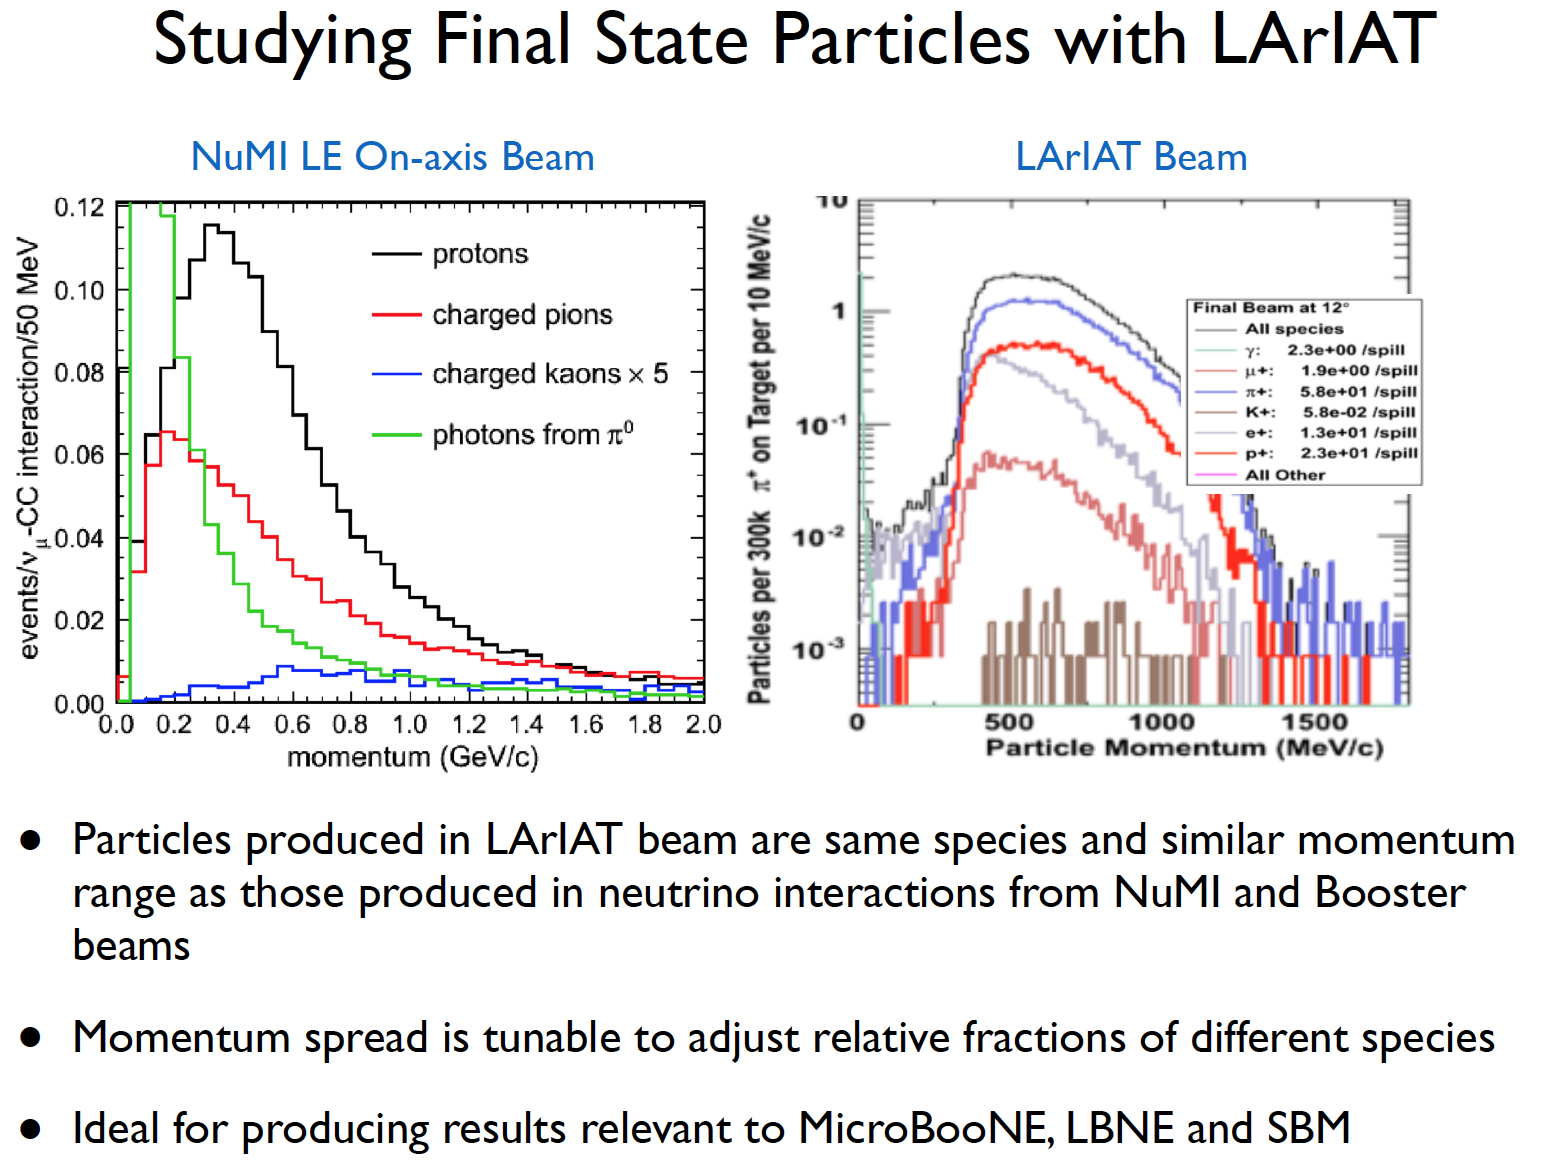 Studying Final State Particles with LArIAT
NuMI LE On-axis Beam
LArIAT Beam
0.12
0.10
0.08
0.06
0.04
0.02
0.00
events/νμ-CC interaction/50 MeV
protons
charged pions
charged kaons × 5
photons from π⁰
0.0 0.2 0.4 0.6 0.8 1.0 1.2 1.4 1.6 1.8 2.0
momentum (GeV/c)
Particles per 300k π⁺ on Target per 10 MeV/c
10
1
10⁻¹
10⁻²
10⁻³
Final Beam at 12°
All species
γ: 2.3e+00 /spill
μ+: 1.9e+00 /spill
π+: 5.8e+01 /spill
K+: 5.8e-02 /spill
e+: 1.3e+01 /spill
p+: 2.3e+01 /spill
All Other
0 500 1000 1500
Particle Momentum (MeV/c)
● Particles produced in LArIAT beam are same species and similar momentum
range as those produced in neutrino interactions from NuMI and Booster
beams
● Momentum spread is tunable to adjust relative fractions of different species
● Ideal for producing results relevant to MicroBooNE, LBNE and SBM